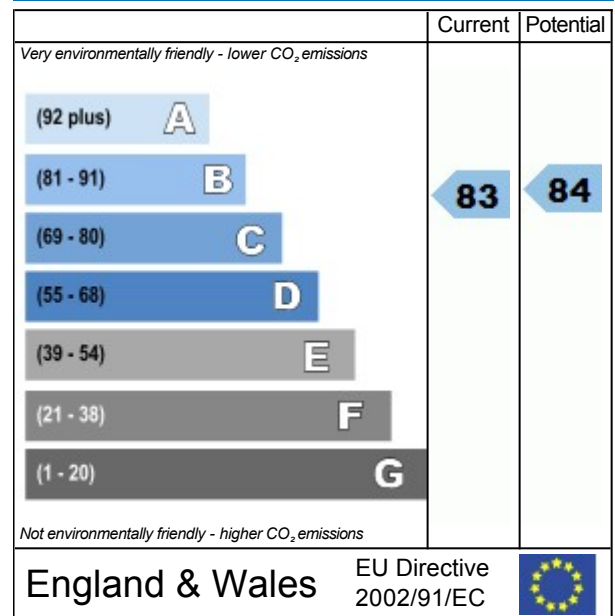 Current Potential
Very environmentally friendly - lower CO₂ emissions
(92 plus) A
(81 - 91) B
83 84
(69 - 80) C
(55 - 68) D
(39 - 54) E
(21 - 38) F
(1 - 20) G
Not environmentally friendly - higher CO₂ emissions
England & Wales
EU Directive
2002/91/EC